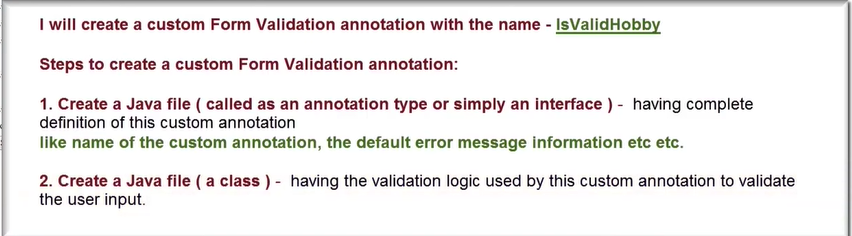 I will create a custom Form Validation annotation with the name - IsValidHobby
Steps to create a custom Form Validation annotation:
1. Create a Java file ( called as an annotation type or simply an interface ) - having complete
definition of this custom annotation
like name of the custom annotation, the default error message information etc etc.
2. Create a Java file ( a class ) - having the validation logic used by this custom annotation to validate
the user input.